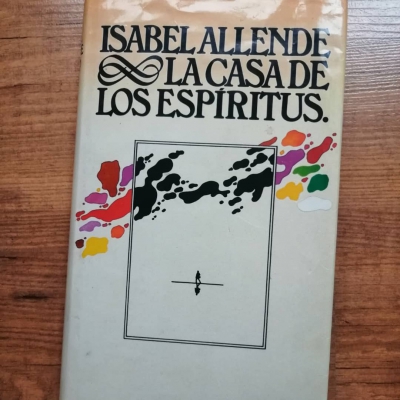 ISABEL ALLENDE
LA CASA DE
LOS ESPÍRITUS.